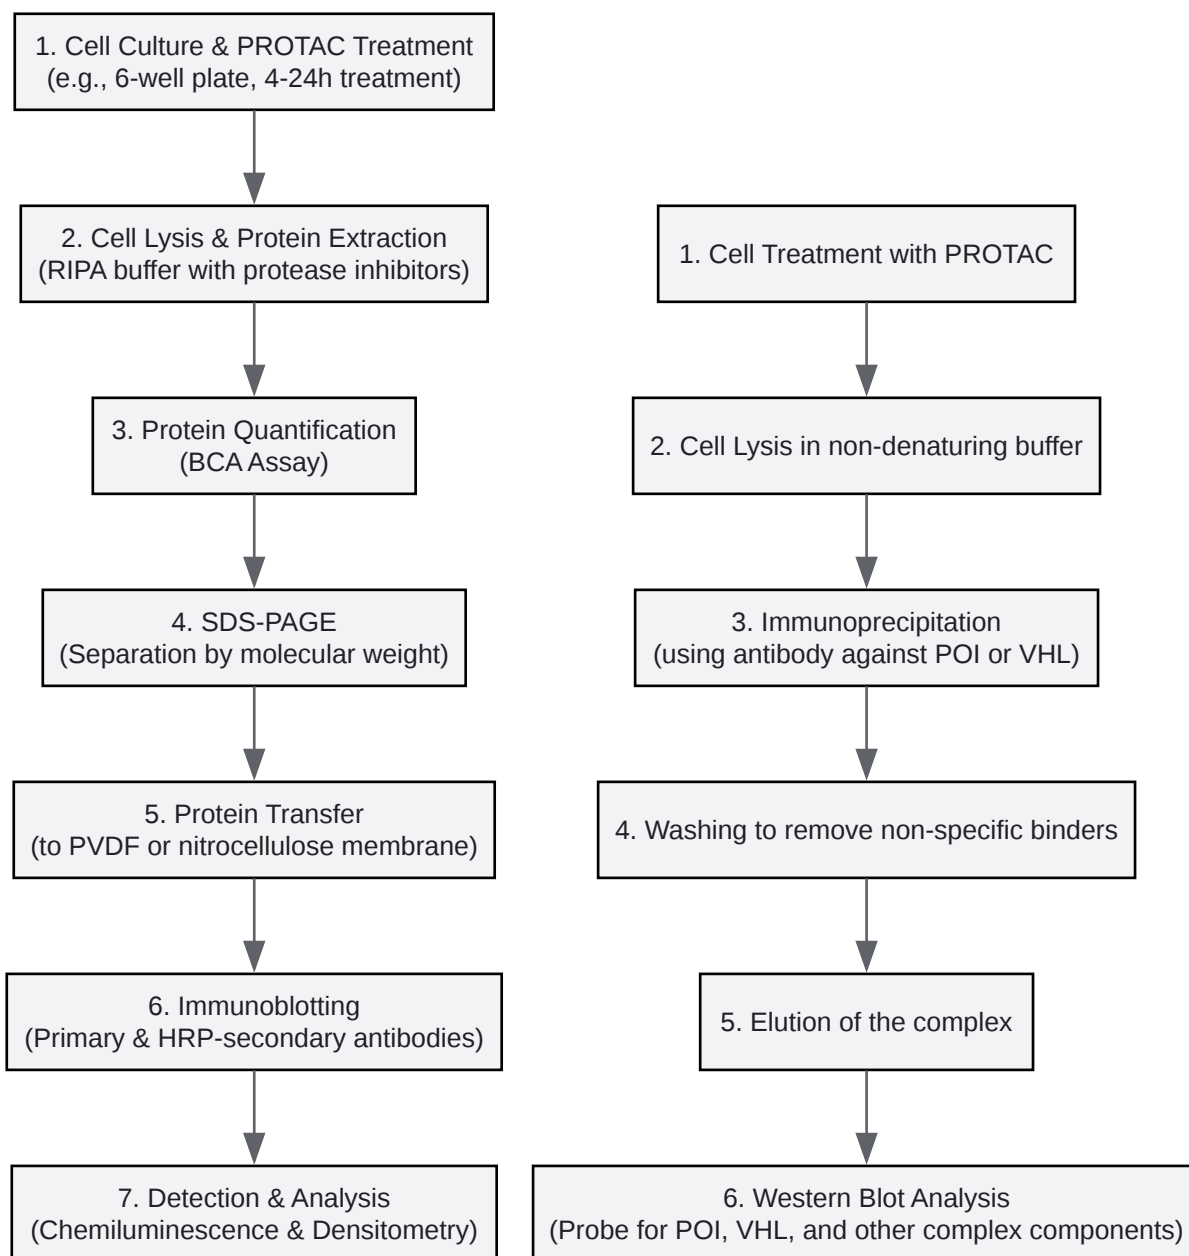 1. Cell Culture & PROTAC Treatment
(e.g., 6-well plate, 4-24h treatment)
2. Cell Lysis & Protein Extraction
(RIPA buffer with protease inhibitors)
3. Protein Quantification
(BCA Assay)
4. SDS-PAGE
(Separation by molecular weight)
5. Protein Transfer
(to PVDF or nitrocellulose membrane)
6. Immunoblotting
(Primary & HRP-secondary antibodies)
7. Detection & Analysis
(Chemiluminescence & Densitometry)
1. Cell Treatment with PROTAC
2. Cell Lysis in non-denaturing buffer
3. Immunoprecipitation
(using antibody against POI or VHL)
4. Washing to remove non-specific binders
5. Elution of the complex
6. Western Blot Analysis
(Probe for POI, VHL, and other complex components)